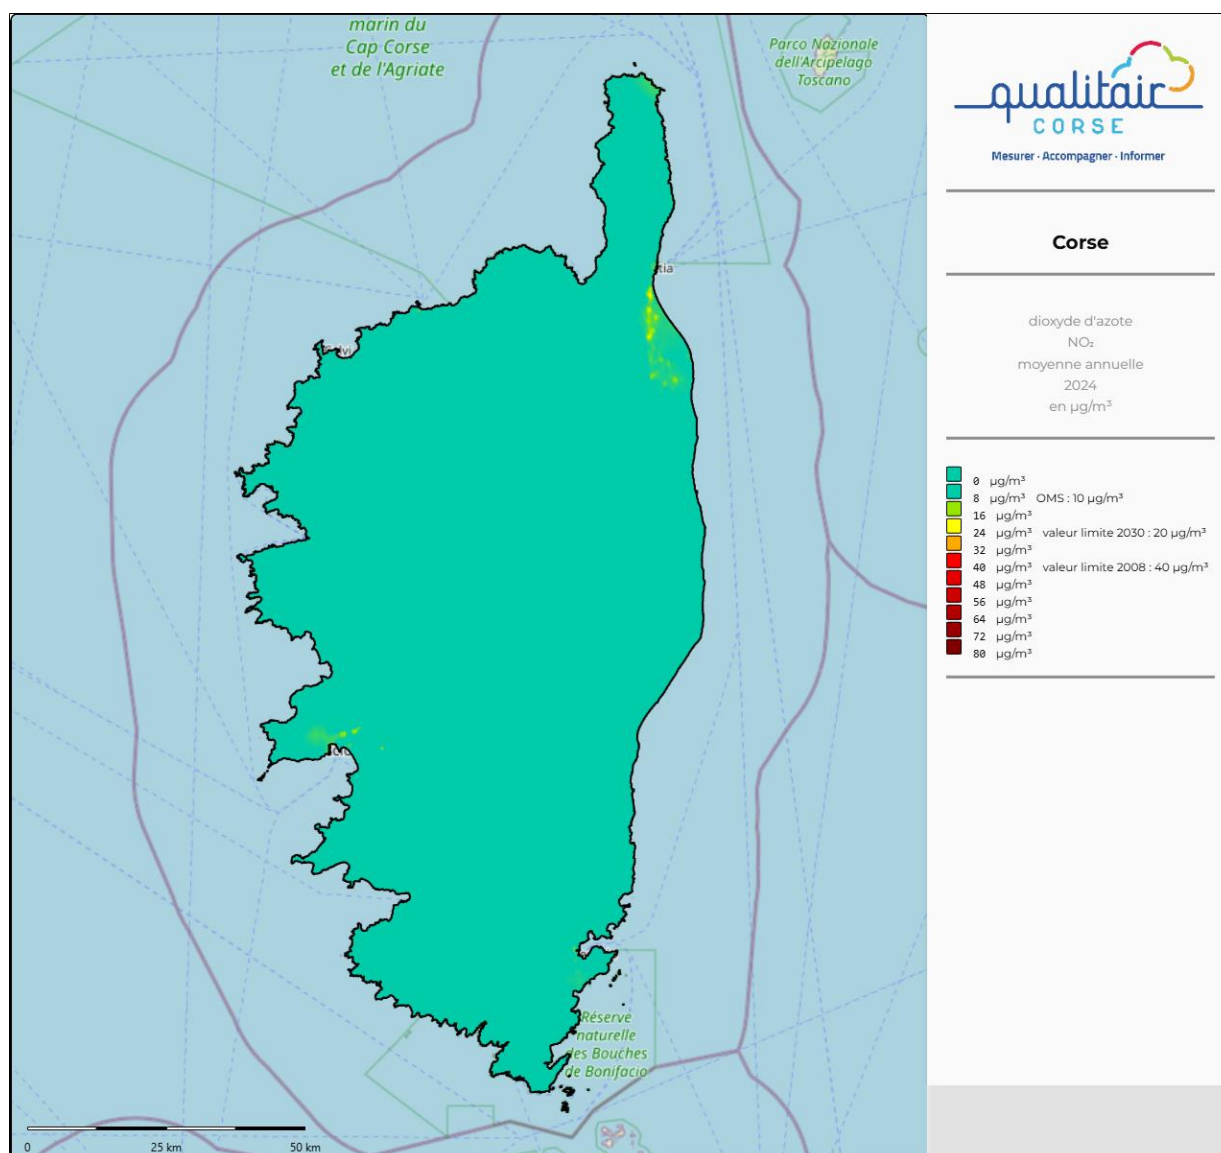 marin du
Cap Corse
et de l'Agriate
Parco Nazionale
dell'Arcipelago
Toscano
tia
Réserve
naturelle
des Bouches
de Bonifacio
0 25 km 50 km
qualitair
CORSE
Mesurer · Accompagner · Informer
Corse
dioxyde d'azote
NO₂
moyenne annuelle
2024
en µg/m³
0 µg/m³
8 µg/m³ OMS : 10 µg/m³
16 µg/m³
24 µg/m³ valeur limite 2030 : 20 µg/m³
32 µg/m³
40 µg/m³ valeur limite 2008 : 40 µg/m³
48 µg/m³
56 µg/m³
64 µg/m³
72 µg/m³
80 µg/m³